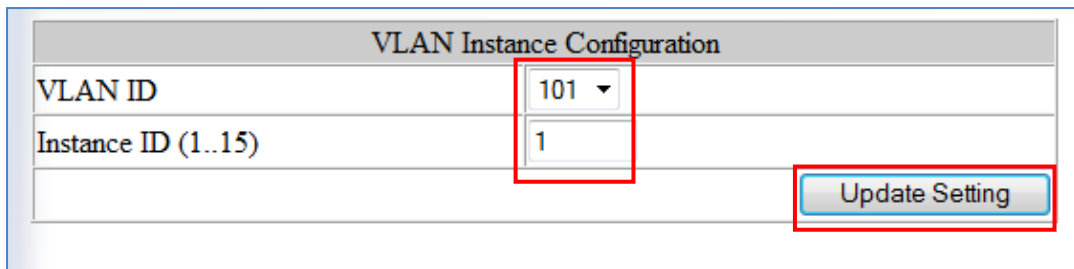 VLAN Instance Configuration
VLAN ID 101
Instance ID (1..15) 1
Update Setting